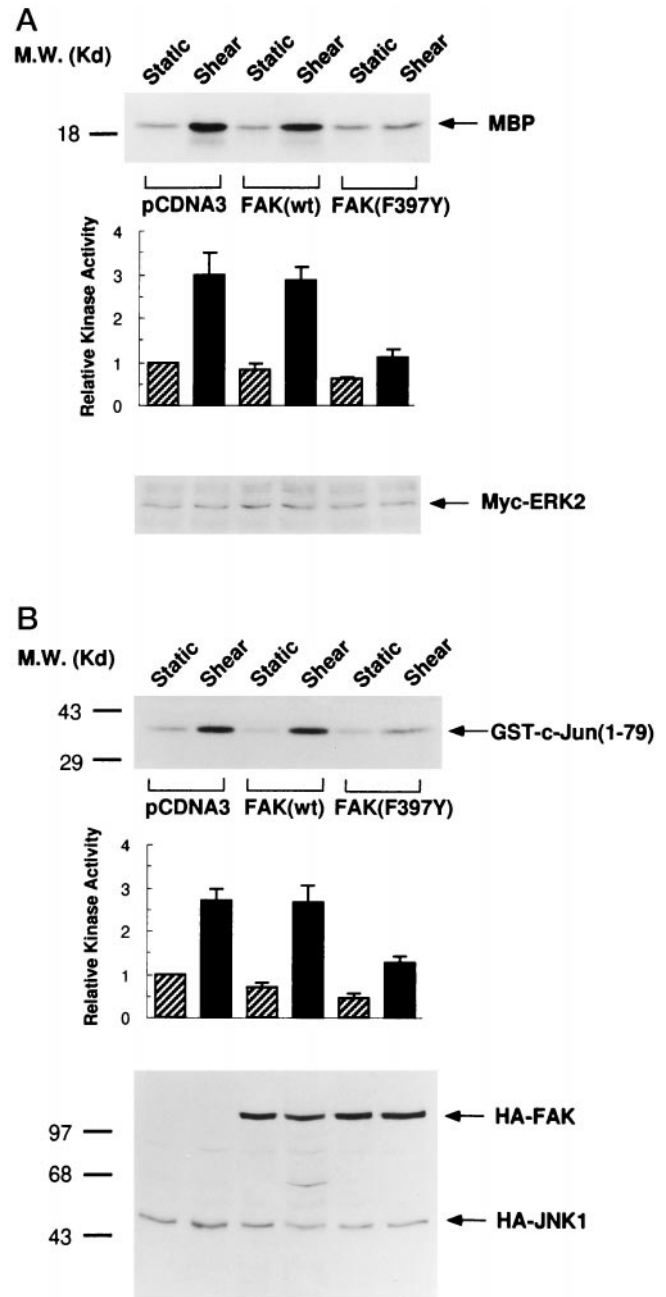 A
M.W. (Kd)
Static Shear Static Shear Static Shear
18
MBP
pCDNA3 FAK(wt) FAK(F397Y)
Relative Kinase Activity
4
3
2
1
0
Myc-ERK2
B
M.W. (Kd)
Static Shear Static Shear Static Shear
43
29
GST-c-Jun(1-79)
pCDNA3 FAK(wt) FAK(F397Y)
Relative Kinase Activity
4
3
2
1
0
HA-FAK
97
68
43
HA-JNK1